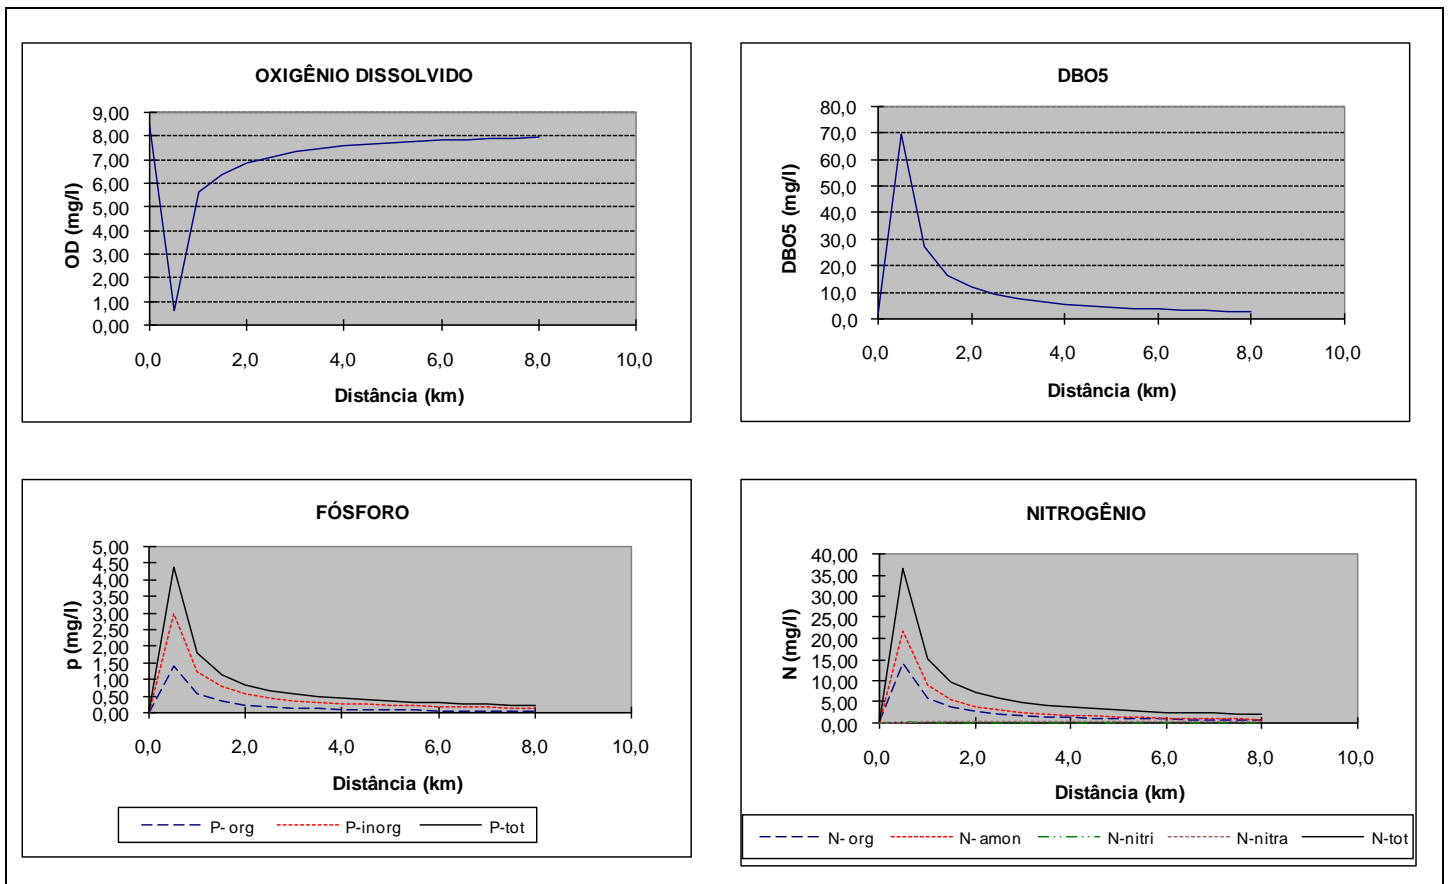 OXIGÊNIO DISSOLVIDO
OD (mg/l)
9,00
8,00
7,00
6,00
5,00
4,00
3,00
2,00
1,00
0,00
0,0 2,0 4,0 6,0 8,0 10,0
Distância (km)
DBO5
DBO5 (mg/l)
80,0
70,0
60,0
50,0
40,0
30,0
20,0
10,0
0,0
0,0 2,0 4,0 6,0 8,0 10,0
Distância (km)
FÓSFORO
p (mg/l)
5,00
4,50
4,00
3,50
3,00
2,50
2,00
1,50
1,00
0,50
0,00
0,0 2,0 4,0 6,0 8,0 10,0
Distância (km)
P-org P-inorg P-tot
NITROGÊNIO
N (mg/l)
40,00
35,00
30,00
25,00
20,00
15,00
10,00
5,00
0,00
0,0 2,0 4,0 6,0 8,0 10,0
Distância (km)
N-org N-amon N-nitri N-nitra N-tot